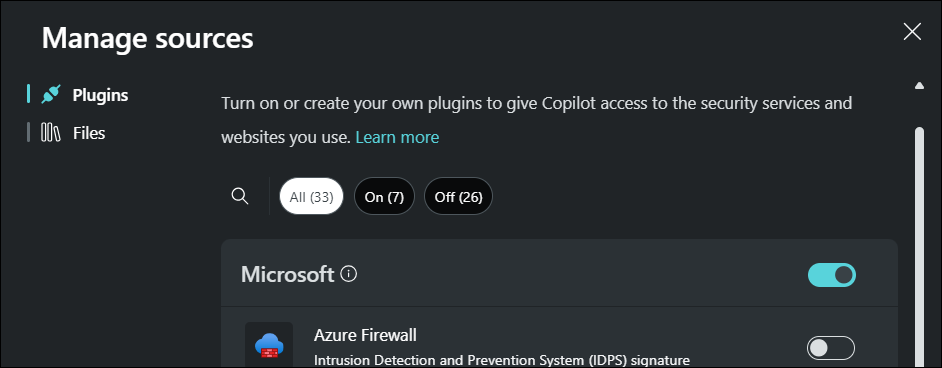 Manage sources
Plugins
Files
Turn on or create your own plugins to give Copilot access to the security services and
websites you use. Learn more
All (33) On (7) Off (26)
Microsoft
Azure Firewall
Intrusion Detection and Prevention System (IDPS) signature